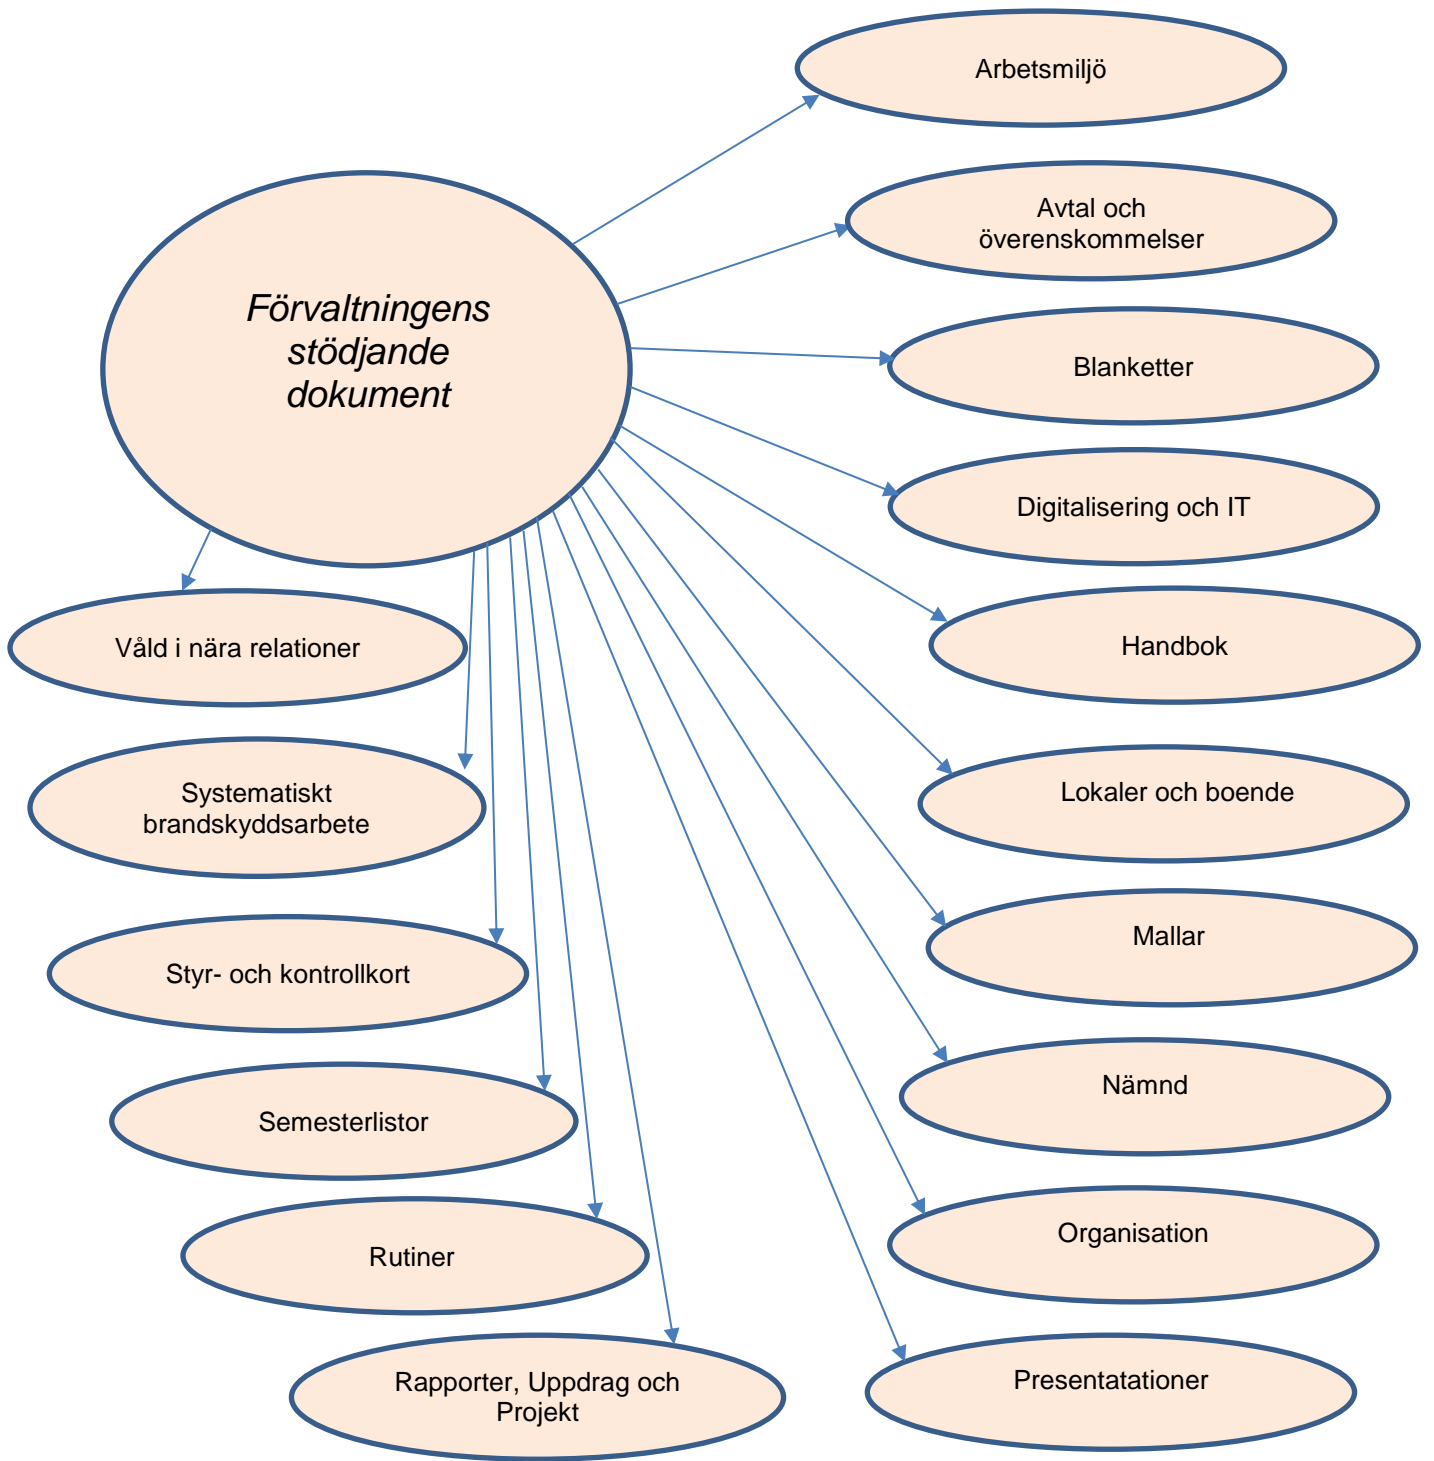 Förvaltningens
stödjande
dokument
Arbetsmiljö
Avtal och
överenskommelser
Blanketter
Digitalisering och IT
Handbok
Lokaler och boende
Mallar
Nämnd
Organisation
Presentatationer
Rapporter, Uppdrag och
Projekt
Rutiner
Semesterlistor
Styr- och kontrollkort
Systematiskt
brandskyddsarbete
Våld i nära relationer